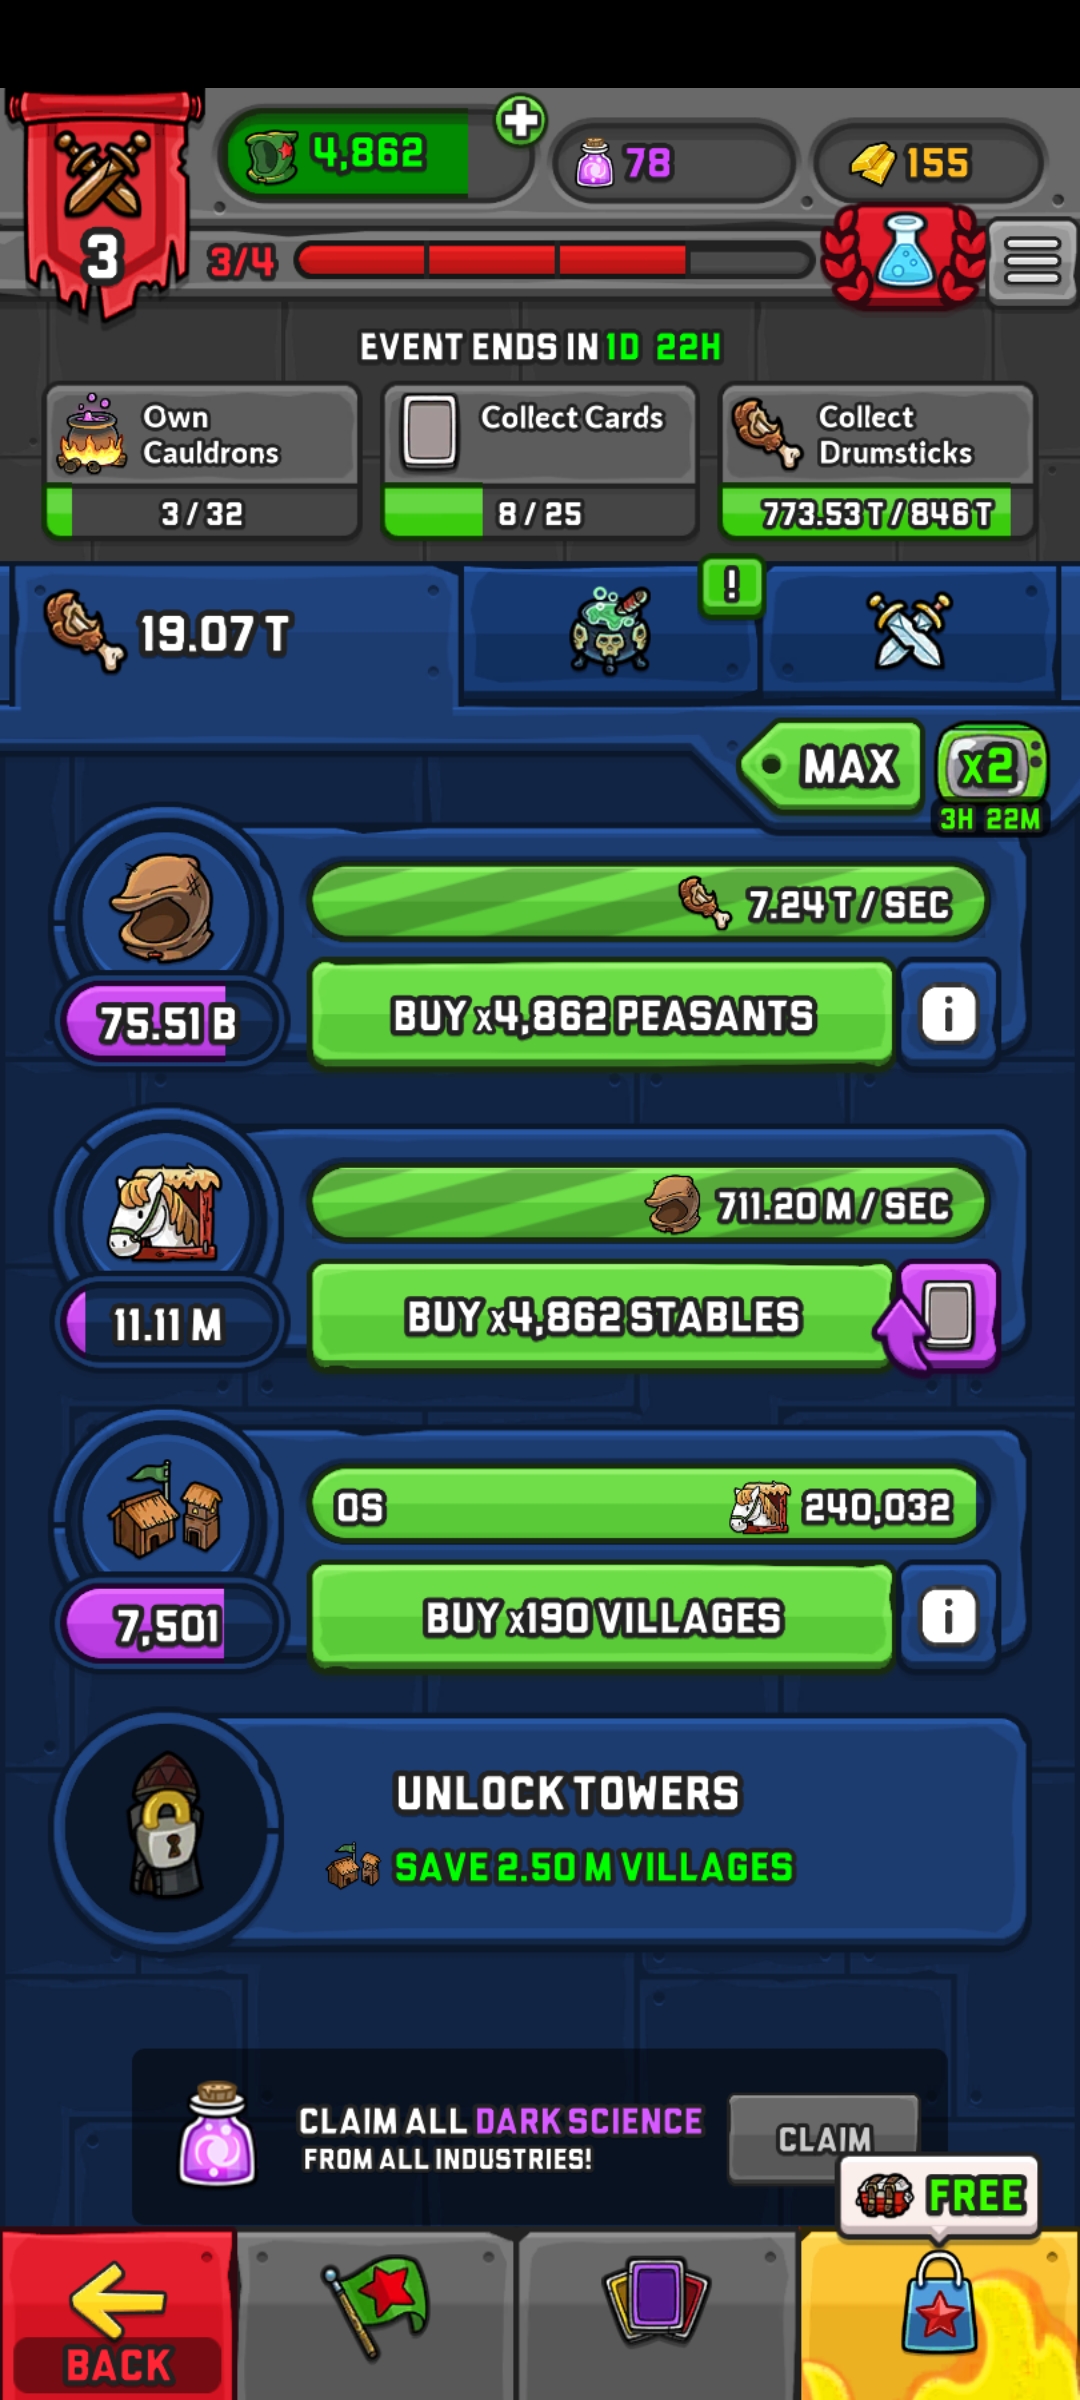 4,862
78
155
3
3/4
EVENT ENDS IN 1D 22H
Own
Cauldrons
3 / 32
Collect Cards
8 / 25
Collect
Drumsticks
773.53 T / 846 T
19.07 T
!
MAX
x2
3H 22M
7.24 T / SEC
75.51 B
BUY x4,862 PEASANTS
i
711.20 M / SEC
11.11 M
BUY x4,862 STABLES
0S
240,032
7,501
BUY x190 VILLAGES
i
UNLOCK TOWERS
SAVE 2.50 M VILLAGES
CLAIM ALL DARK SCIENCE
FROM ALL INDUSTRIES!
CLAIM
FREE
BACK